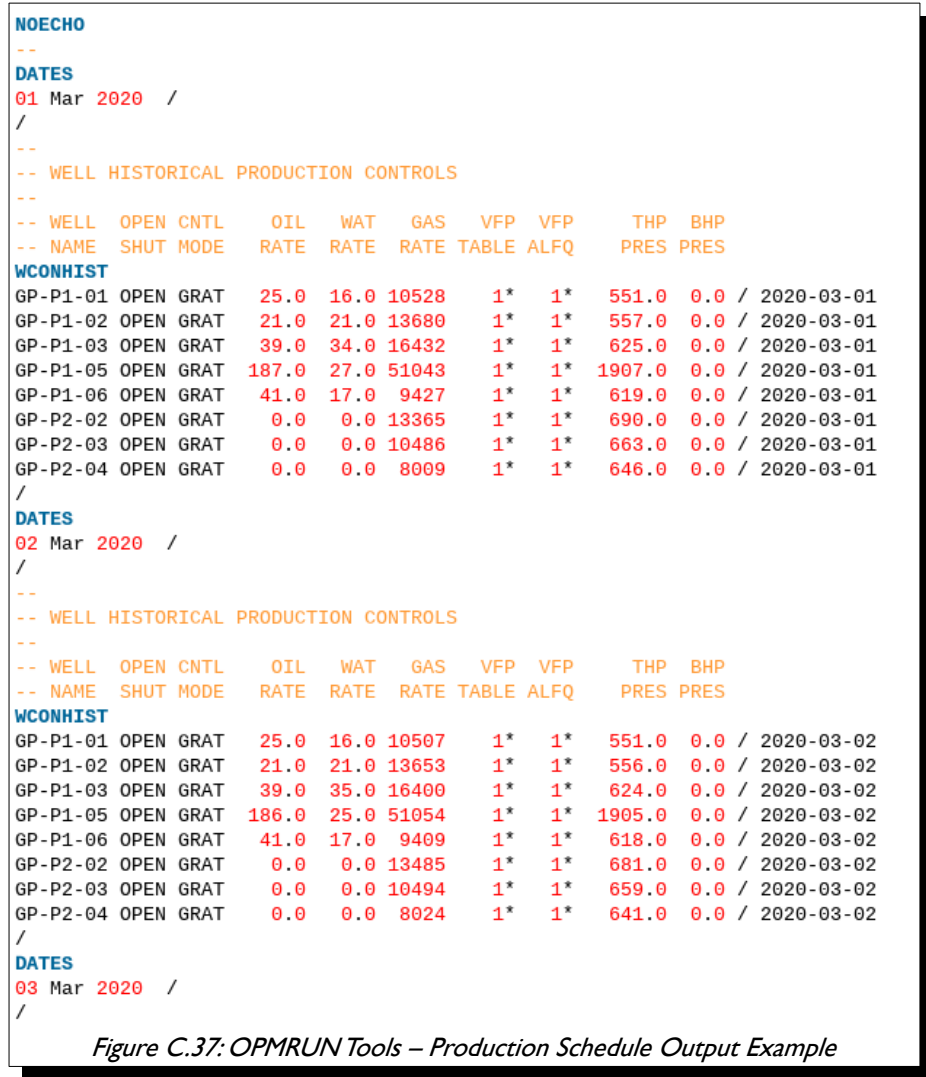 NOECHO
--
DATES
01 Mar 2020  /
/
--
-- WELL HISTORICAL PRODUCTION CONTROLS
--
-- WELL  OPEN CNTL    OIL   WAT   GAS   VFP  VFP     THP  BHP
-- NAME  SHUT MODE   RATE  RATE  RATE TABLE ALFQ    PRES PRES
WCONHIST
GP-P1-01 OPEN GRAT   25.0  16.0 10528    1*   1*   551.0  0.0 / 2020-03-01
GP-P1-02 OPEN GRAT   21.0  21.0 13680    1*   1*   557.0  0.0 / 2020-03-01
GP-P1-03 OPEN GRAT   39.0  34.0 16432    1*   1*   625.0  0.0 / 2020-03-01
GP-P1-05 OPEN GRAT  187.0  27.0 51043    1*   1*  1907.0  0.0 / 2020-03-01
GP-P1-06 OPEN GRAT   41.0  17.0  9427    1*   1*   619.0  0.0 / 2020-03-01
GP-P2-02 OPEN GRAT    0.0   0.0 13365    1*   1*   690.0  0.0 / 2020-03-01
GP-P2-03 OPEN GRAT    0.0   0.0 10486    1*   1*   663.0  0.0 / 2020-03-01
GP-P2-04 OPEN GRAT    0.0   0.0  8009    1*   1*   646.0  0.0 / 2020-03-01
/
DATES
02 Mar 2020  /
/
--
-- WELL HISTORICAL PRODUCTION CONTROLS
--
-- WELL  OPEN CNTL    OIL   WAT   GAS   VFP  VFP     THP  BHP
-- NAME  SHUT MODE   RATE  RATE  RATE TABLE ALFQ    PRES PRES
WCONHIST
GP-P1-01 OPEN GRAT   25.0  16.0 10507    1*   1*   551.0  0.0 / 2020-03-02
GP-P1-02 OPEN GRAT   21.0  21.0 13653    1*   1*   556.0  0.0 / 2020-03-02
GP-P1-03 OPEN GRAT   39.0  35.0 16400    1*   1*   624.0  0.0 / 2020-03-02
GP-P1-05 OPEN GRAT  186.0  25.0 51054    1*   1*  1905.0  0.0 / 2020-03-02
GP-P1-06 OPEN GRAT   41.0  17.0  9409    1*   1*   618.0  0.0 / 2020-03-02
GP-P2-02 OPEN GRAT    0.0   0.0 13485    1*   1*   681.0  0.0 / 2020-03-02
GP-P2-03 OPEN GRAT    0.0   0.0 10494    1*   1*   659.0  0.0 / 2020-03-02
GP-P2-04 OPEN GRAT    0.0   0.0  8024    1*   1*   641.0  0.0 / 2020-03-02
/
DATES
03 Mar 2020  /
/
Figure C.37: OPMRUN Tools – Production Schedule Output Example